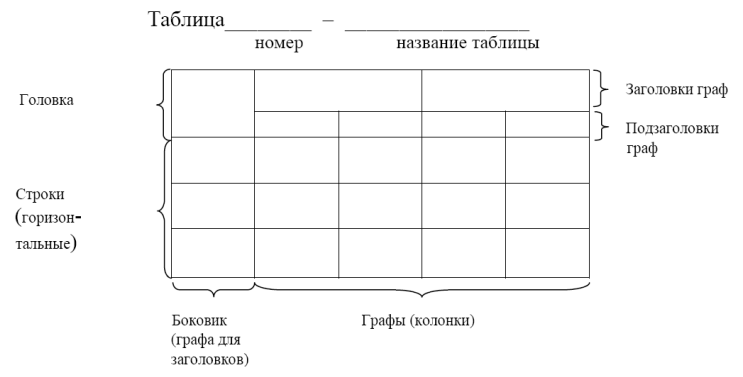 Таблица________ – _________________
номер название таблицы
Головка
Заголовки граф
Подзаголовки
граф
Строки
(горизон-
тальные)
Боковик
(графа для
заголовков)
Графы (колонки)